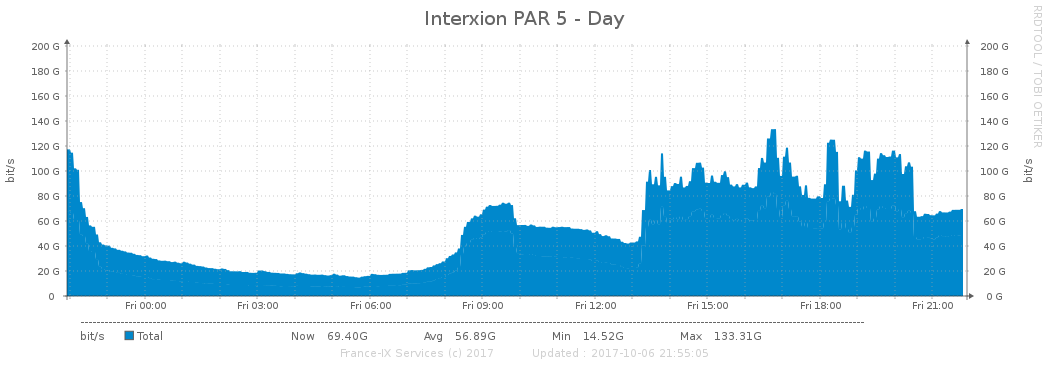 Interxion PAR 5 - Day
RRDTOOL / TOBI OETIKER
bit/s
200 G
180 G
160 G
140 G
120 G
100 G
80 G
60 G
40 G
20 G
0
200 G
180 G
160 G
140 G
120 G
100 G
80 G
60 G
40 G
20 G
0 G
bit/s
Fri 00:00 Fri 03:00 Fri 06:00 Fri 09:00 Fri 12:00 Fri 15:00 Fri 18:00 Fri 21:00
bit/s Total Now 69.40G Avg 56.89G Min 14.52G Max 133.31G
France-IX Services (c) 2017 Updated : 2017-10-06 21:55:05